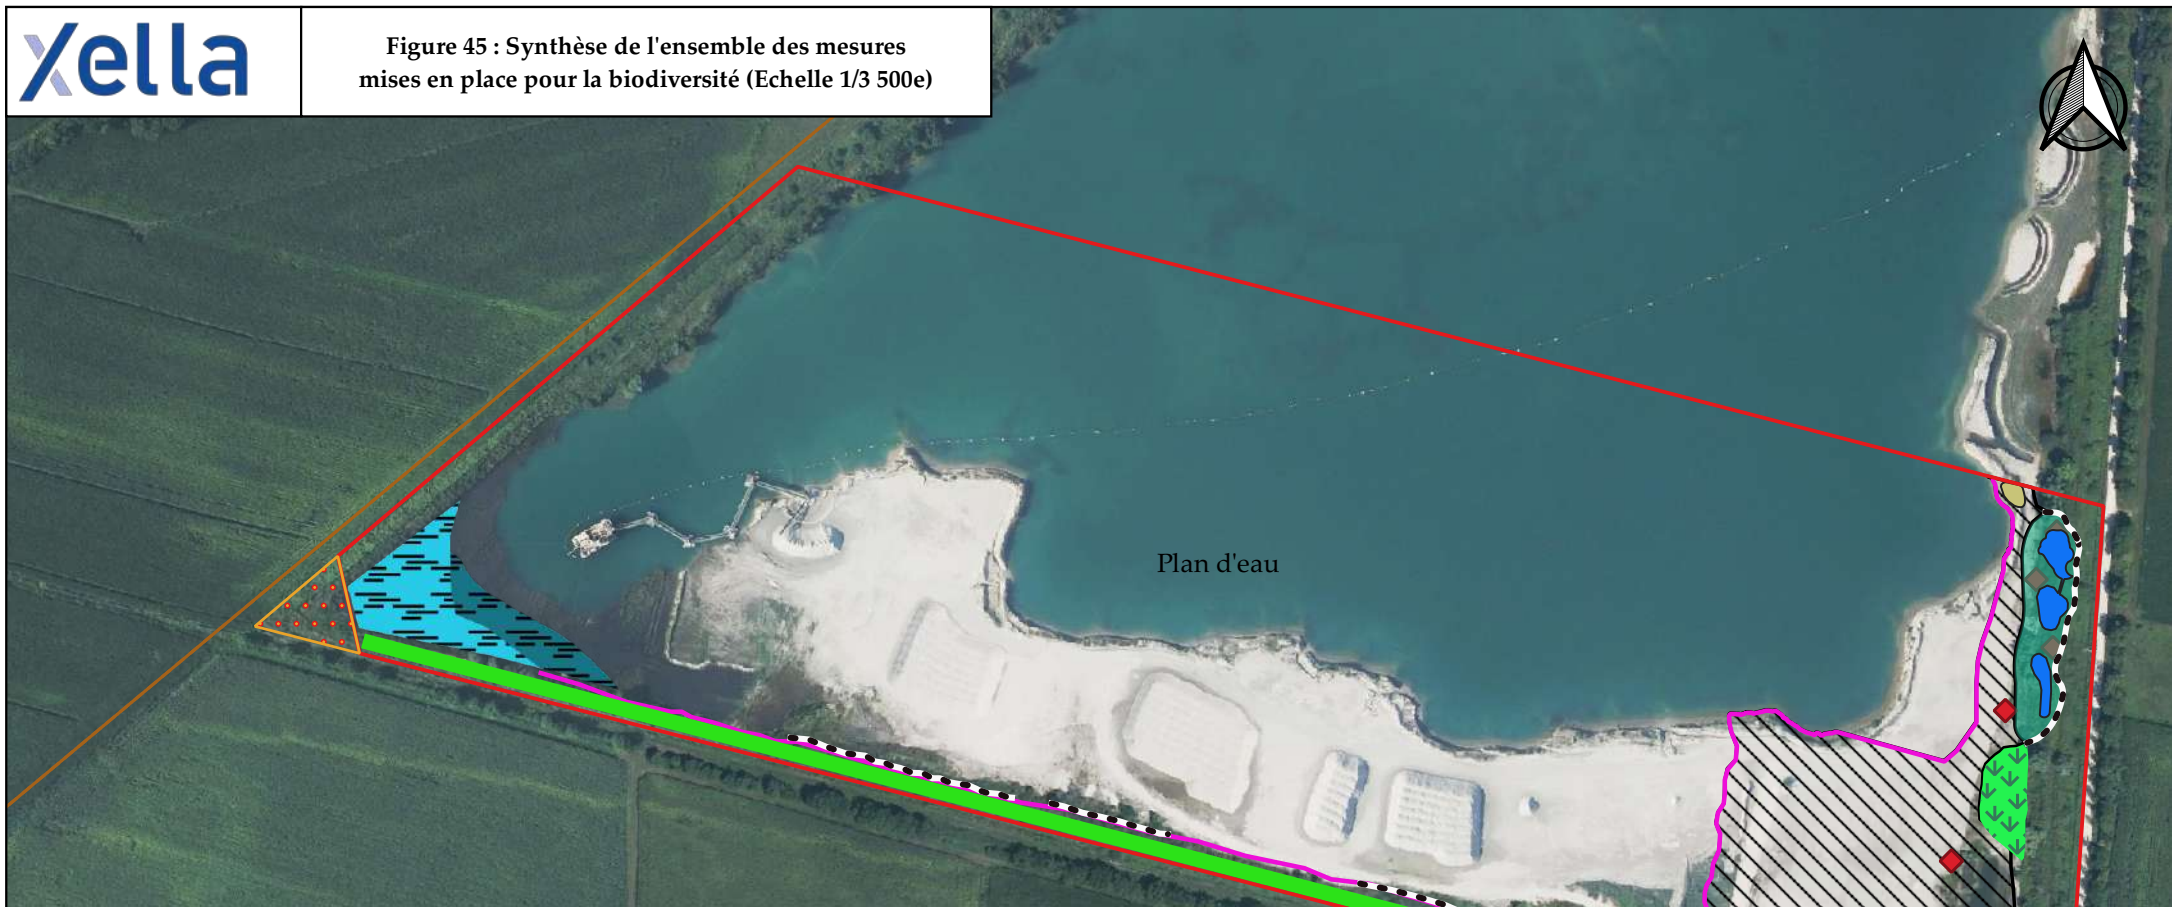 Xella
Figure 45 : Synthèse de l'ensemble des mesures
mises en place pour la biodiversité (Echelle 1/3 500e)
Plan d'eau